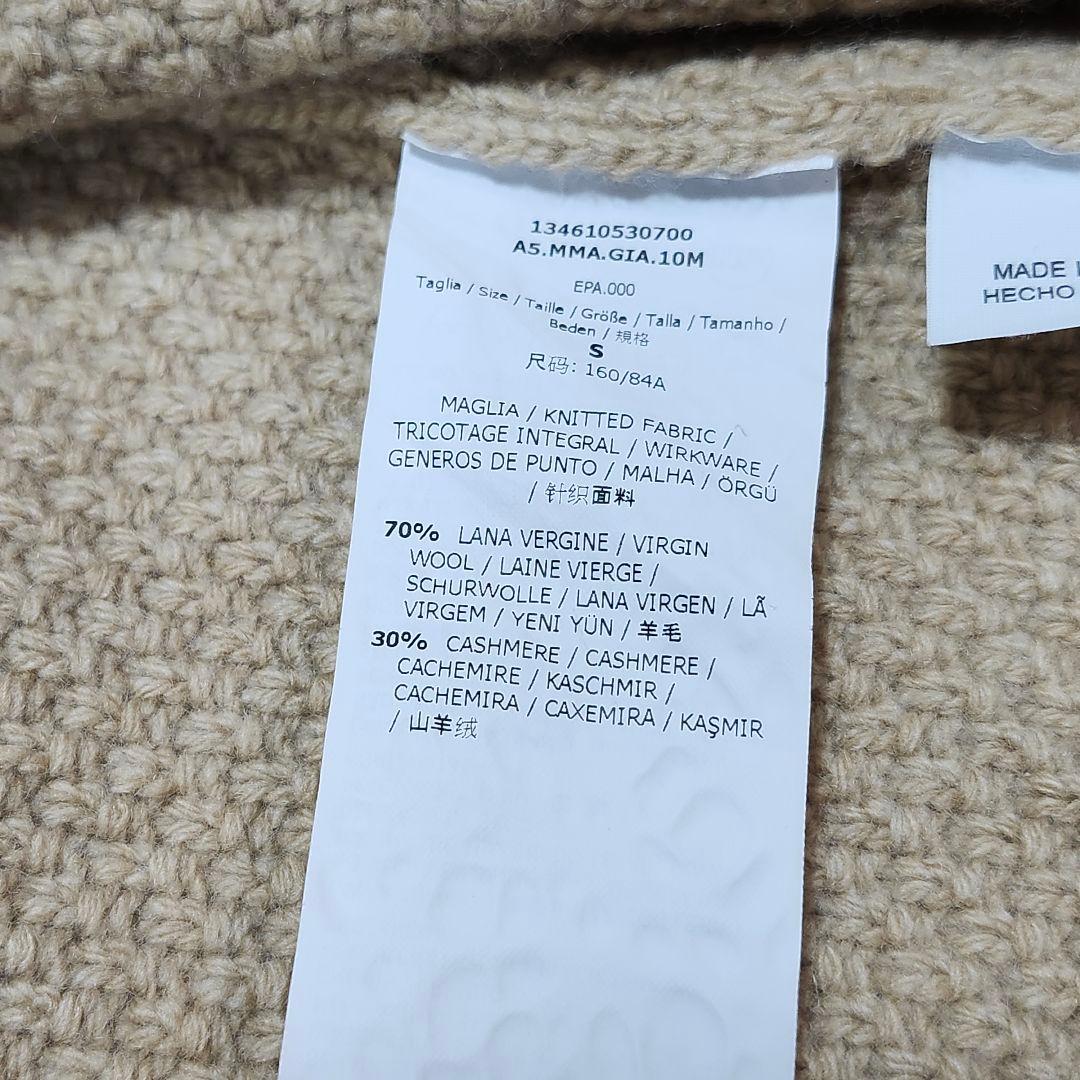 134610530700
A5.MMA.GIA.10M
EPA.000
Taglia / Size / Taille / Größe / Talla / Tamanho /
Beden / 規格
S
尺码: 160/84A
MAGLIA / KNITTED FABRIC /
TRICOTAGE INTEGRAL / WIRKWARE /
GENEROS DE PUNTO / MALHA / ÖRGÜ
/ 针织面料
70% LANA VERGINE / VIRGIN
WOOL / LAINE VIERGE /
SCHURWOLLE / LANA VIRGEN / LÃ
VIRGEM / YENI YÜN / 羊毛
30% CASHMERE / CASHMERE /
CACHEMIRE / KASCHMIR /
CACHEMIRA / CAXEMIRA / KAŞMIR
/ 山羊绒
MADE
HECHO